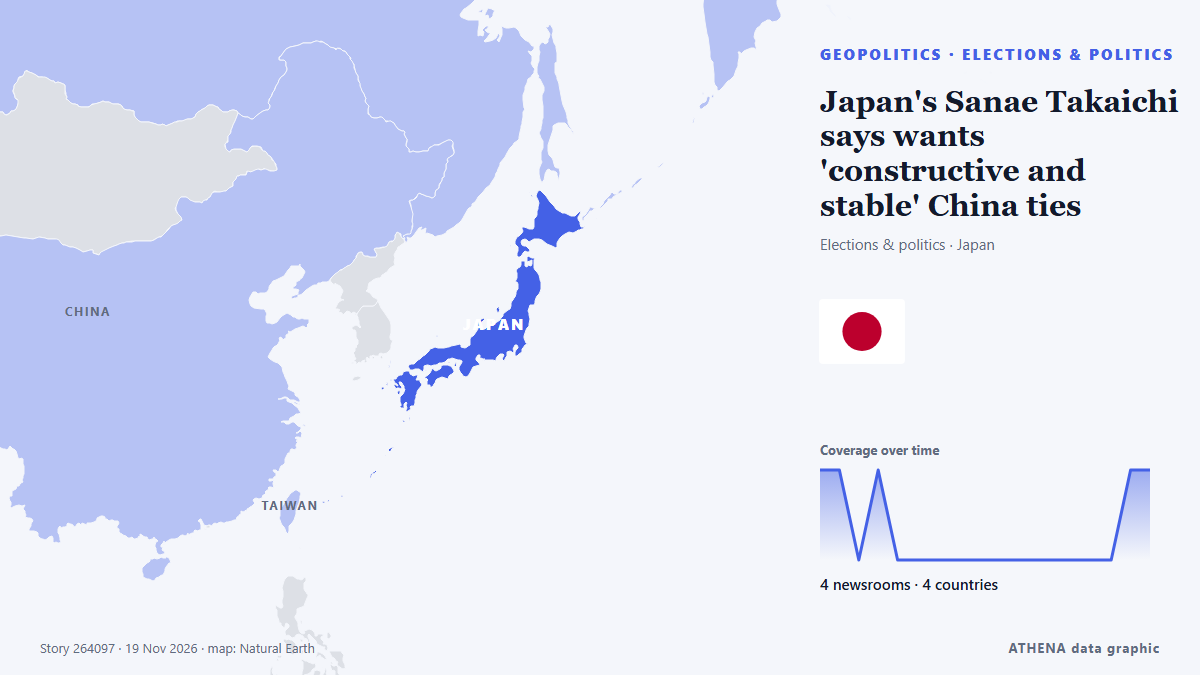 GEOPOLITICS · ELECTIONS & POLITICS
Japan's Sanae Takaichi
says wants
'constructive and
stable' China ties
Elections & politics · Japan
CHINA
JAPAN
TAIWAN
Coverage over time
4 newsrooms · 4 countries
Story 264097 · 19 Nov 2026 · map: Natural Earth
ATHENA data graphic